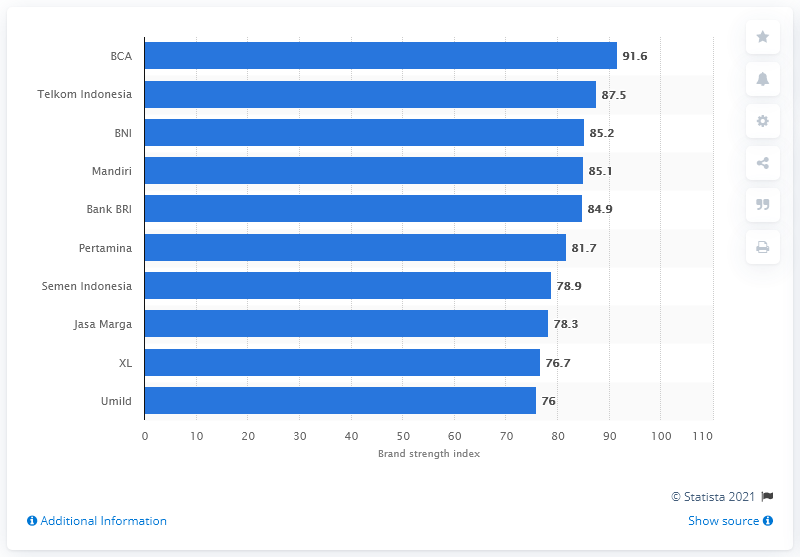 BCA 91.6
Telkom Indonesia 87.5
BNI 85.2
Mandiri 85.1
Bank BRI 84.9
Pertamina 81.7
Semen Indonesia 78.9
Jasa Marga 78.3
XL 76.7
Umild 76
0 10 20 30 40 50 60 70 80 90 100 110
Brand strength index
© Statista 2021
Additional Information
Show source